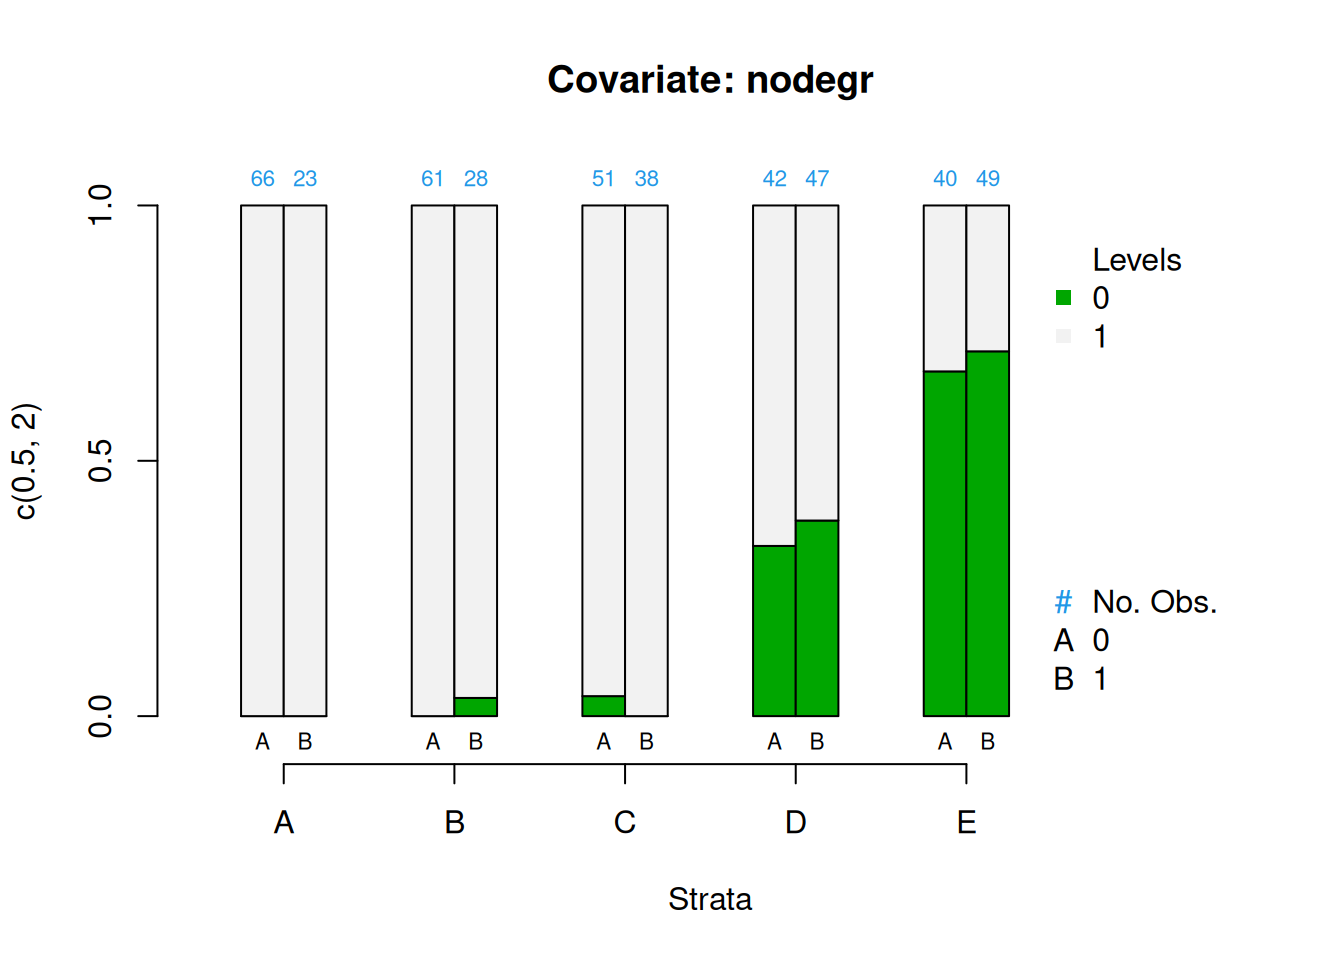 Covariate: nodegr
66 23 61 28 51 38 42 47 40 49
1.0
0.5
0.0
c(0.5, 2)
Levels
0
1
# No. Obs.
A 0
B 1
A B A B A B A B A B
A B C D E
Strata